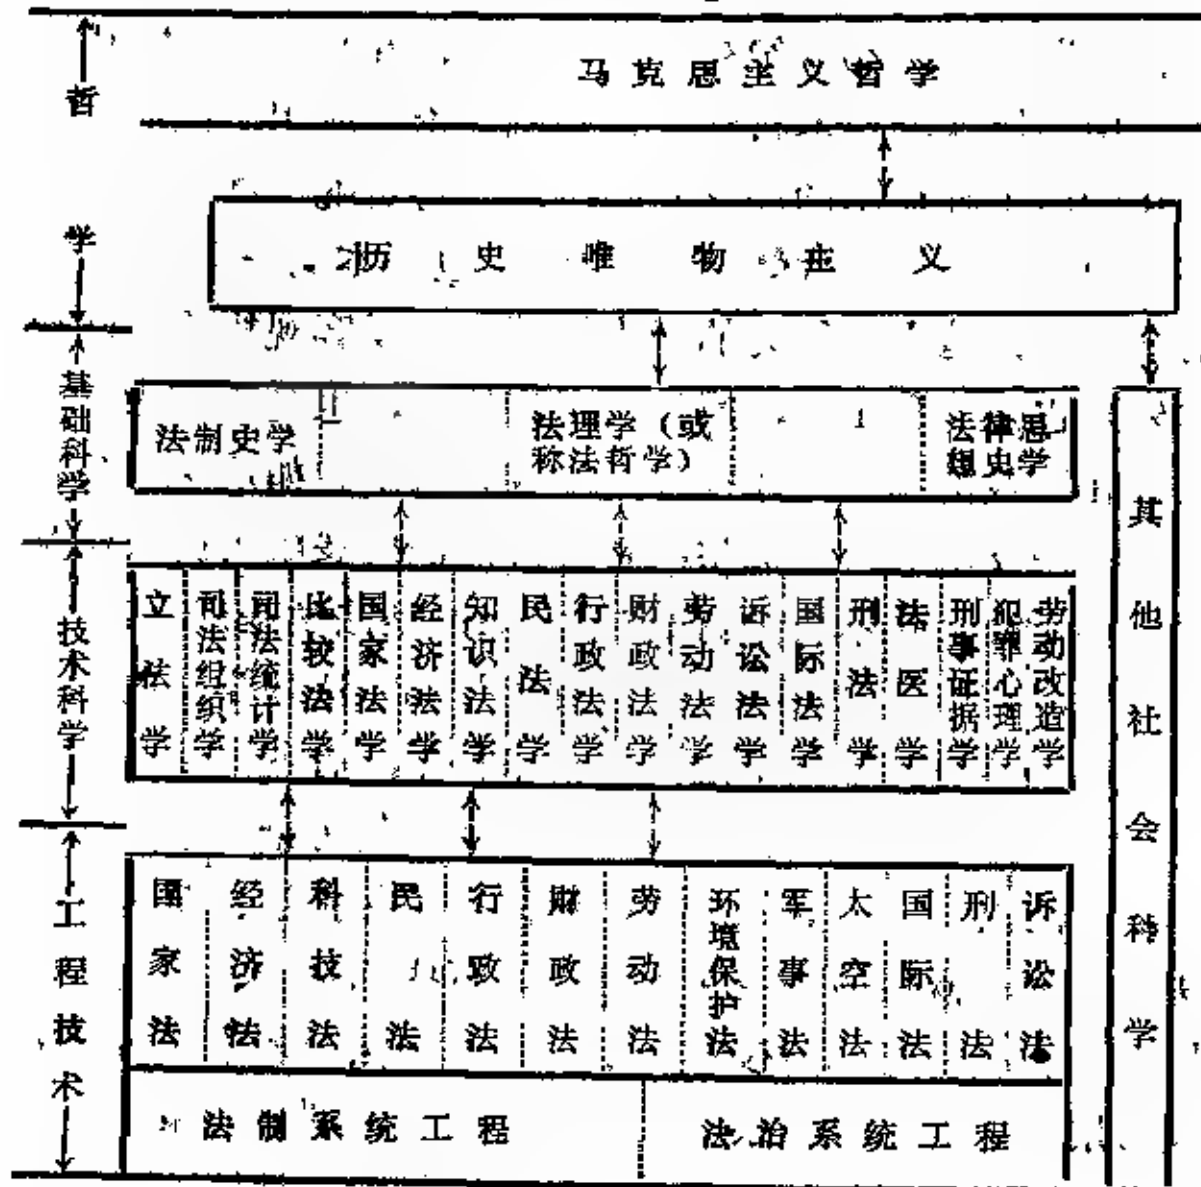 哲学
马克思主义哲学
历史唯物主义
基础科学
法制史学
法理学（或
称法哲学）
法律思
想史学
技术科学
立法学
司法组织学
司法统计学
比较法学
国家法学
经济法学
知识法学
民法学
行政法学
财政法学
劳动法学
诉讼法学
国际法学
刑法学
法医学
刑事证据学
犯罪心理学
劳动改造学
工程技术
国家法
经济法
科技法
民法
行政法
财政法
劳动法
环境保护法
军事法
太空法
国际法
刑法
诉讼法
法制系统工程
法治系统工程
其他社会科学